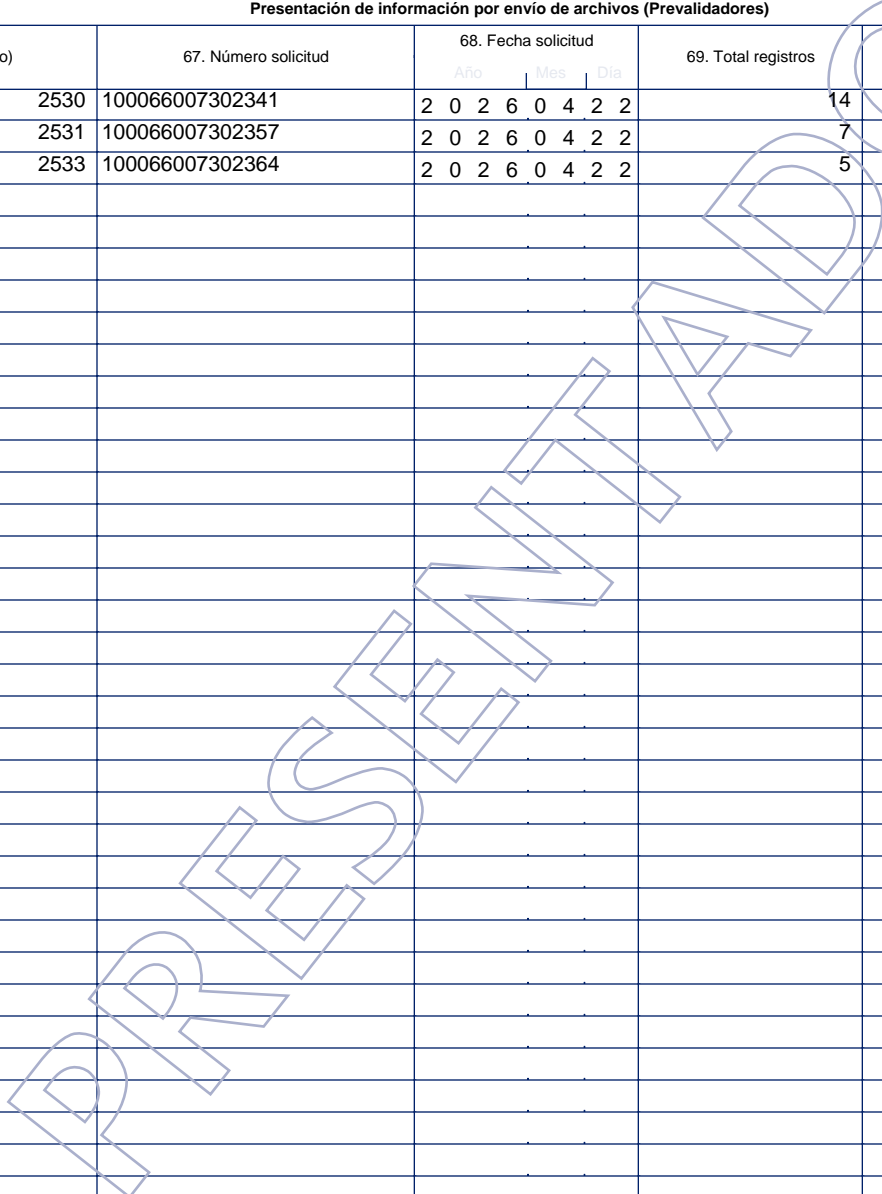 Presentación de información por envío de archivos (Prevalidadores)
o) 67. Número solicitud 68. Fecha solicitud 69. Total registros
Año Mes Día
2530 100066007302341 2 0 2 6 0 4 2 2 14
2531 100066007302357 2 0 2 6 0 4 2 2 7
2533 100066007302364 2 0 2 6 0 4 2 2 5
PRESENTADO